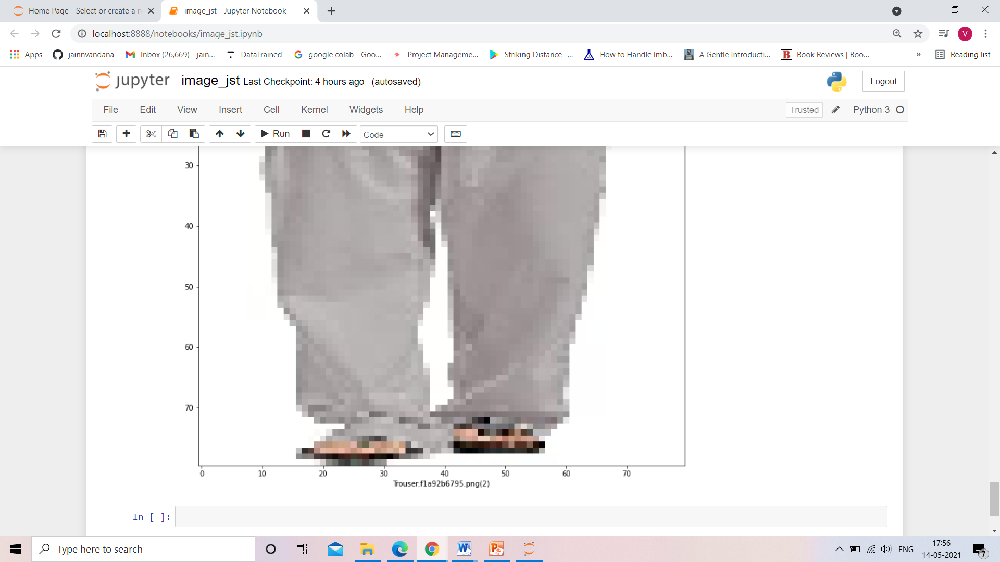 Home Page - Select or create a n
image_jst - Jupyter Notebook
localhost:8888/notebooks/image_jst.ipynb
V
Apps
jainnvandana
Inbox (26,669) - jain...
DataTrained
google colab - Goo...
Project Manageme...
Striking Distance -...
How to Handle Imb...
A Gentle Introducti...
B
Book Reviews | Boo...
»
Reading list
jupyter
image_jst Last Checkpoint: 4 hours ago (autosaved)
Logout
File Edit View Insert Cell Kernel Widgets Help
Trusted
Python 3
Run
Code
30
40
50
60
70
0 10 20 30 40 50 60 70
Trouser.f1a92b6795.png(2)
In [ ]:
Type here to search
ENG
17:56
14-05-2021
7